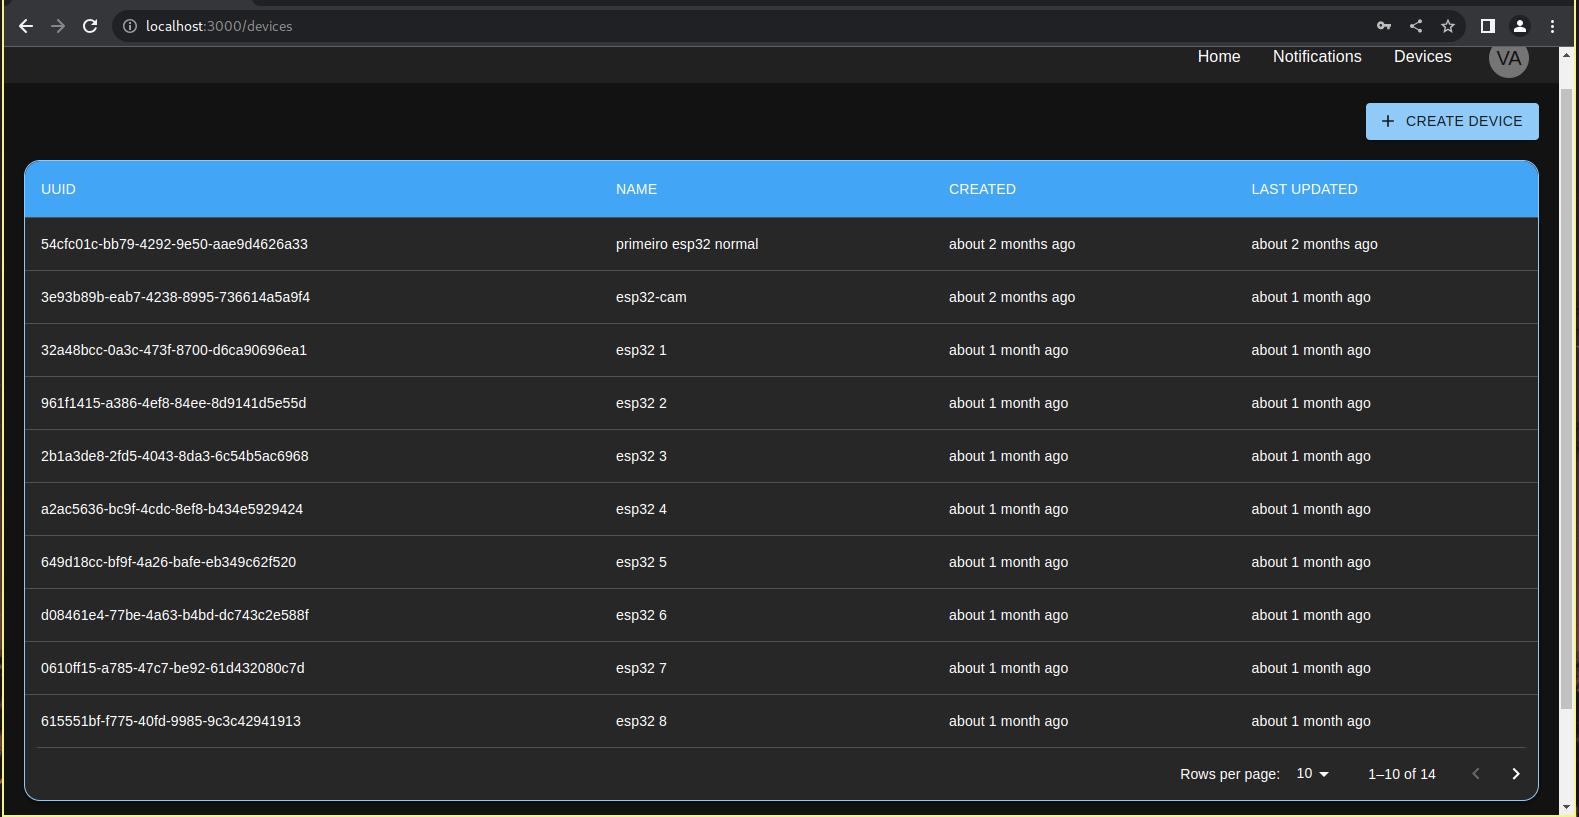 localhost:3000/devices
Home Notifications Devices VA
+ CREATE DEVICE
UUID NAME CREATED LAST UPDATED
54cfc01c-bb79-4292-9e50-aae9d4626a33 primeiro esp32 normal about 2 months ago about 2 months ago
3e93b89b-eab7-4238-8995-736614a5a9f4 esp32-cam about 2 months ago about 1 month ago
32a48bcc-0a3c-473f-8700-d6ca90696ea1 esp32 1 about 1 month ago about 1 month ago
961f1415-a386-4ef8-84ee-8d9141d5e55d esp32 2 about 1 month ago about 1 month ago
2b1a3de8-2fd5-4043-8da3-6c54b5ac6968 esp32 3 about 1 month ago about 1 month ago
a2ac5636-bc9f-4cdc-8ef8-b434e5929424 esp32 4 about 1 month ago about 1 month ago
649d18cc-bf9f-4a26-bafe-eb349c62f520 esp32 5 about 1 month ago about 1 month ago
d08461e4-77be-4a63-b4bd-dc743c2e588f esp32 6 about 1 month ago about 1 month ago
0610ff15-a785-47c7-be92-61d432080c7d esp32 7 about 1 month ago about 1 month ago
615551bf-f775-40fd-9985-9c3c42941913 esp32 8 about 1 month ago about 1 month ago
Rows per page: 10 1–10 of 14